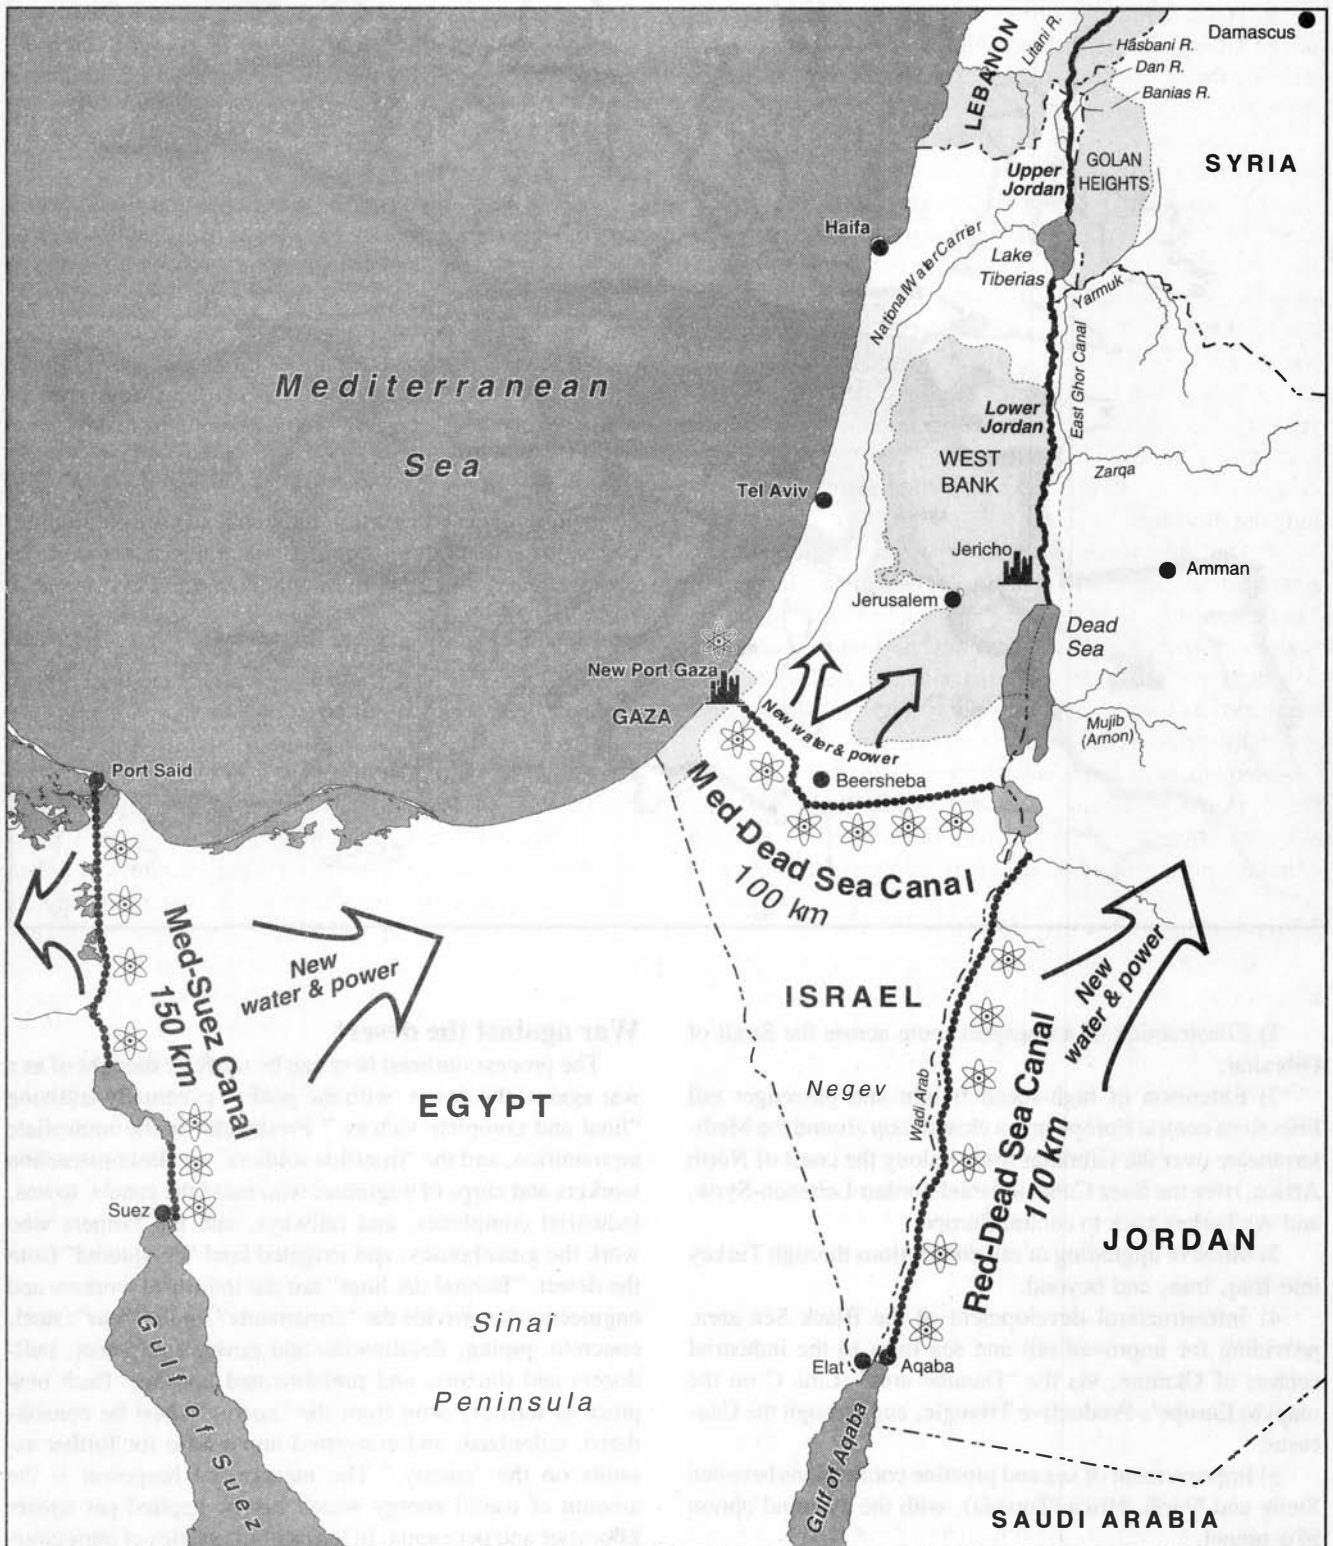 Damascus
LEBANON
Litani R.
Hasbani R.
Dan R.
Banias R.
SYRIA
GOLAN
HEIGHTS
Upper
Jordan
Haifa
National Water Carrier
Lake
Tiberias
Yarmuk
East Ghor Canal
Mediterranean
Sea
Lower
Jordan
WEST
BANK
Zarqa
Tel Aviv
Jericho
Amman
Jerusalem
Dead
Sea
New Port Gaza
GAZA
New water & power
Mujib
(Arnon)
Port Said
Beersheba
Med-Dead Sea Canal
100 km
Med-Suez Canal
150 km
New
water & power
New
water & power
ISRAEL
Negev
Wadi Arab
Red-Dead Sea Canal
170 km
EGYPT
Suez
Sinai
Peninsula
JORDAN
Elat
Aqaba
Gulf of Suez
Gulf of Aqaba
SAUDI ARABIA
War against the desert